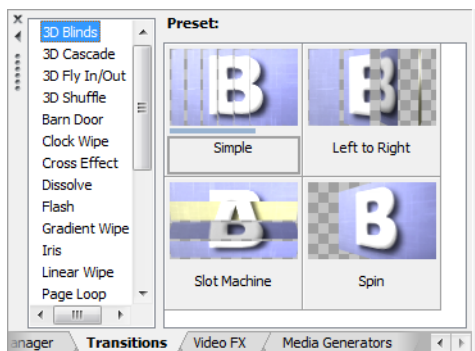 Preset:
3D Blinds
3D Cascade
3D Fly In/Out
3D Shuffle
Barn Door
Clock Wipe
Cross Effect
Dissolve
Flash
Gradient Wipe
Iris
Linear Wipe
Page Loop
B
B
Simple
Left to Right
B
Slot Machine
Spin
anager
Transitions
Video FX
Media Generators